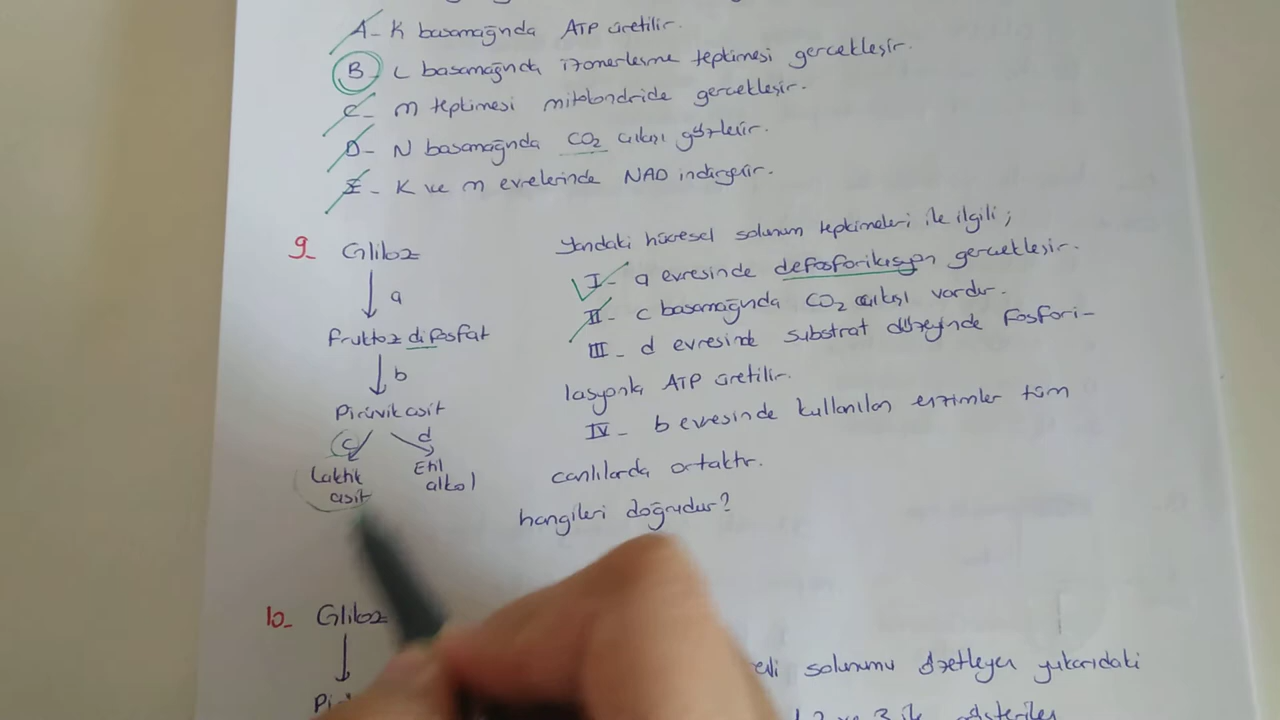 A- K basamağında ATP üretilir.
B- L basamağında izomerleşme tepkimesi gerçekleşir.
C- m tepkimesi mitokondride gerçekleşir.
D- N basamağında CO2 çıkışı gözlenir.
E- K ve m evrelerinde NAD indirgenir.
9- Glikoz
a
fruktoz difosfat
b
Pirüvik asit
c d
Laktik asit
Etil alkol
Yandaki hücresel solunum tepkimeleri ile ilgili;
I- a evresinde defosforilasyon gerçekleşir.
II- c basamağında CO2 çıkışı vardır.
III- d evresinde substrat düzeyinde fosfori-
lasyonla ATP üretilir.
IV- b evresinde kullanılan enzimler tüm
canlılarda ortaktır.
hangileri doğrudur?
10- Glikoz
solunumu özetleyen yukarıdaki